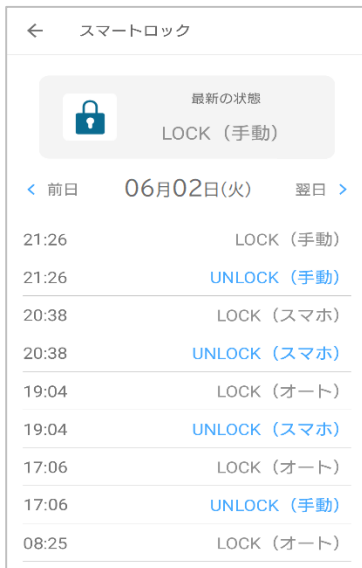 ← スマートロック
最新の状態
LOCK（手動）
< 前日 06月02日(火) 翌日 >
21:26 LOCK（手動）
21:26 UNLOCK（手動）
20:38 LOCK（スマホ）
20:38 UNLOCK（スマホ）
19:04 LOCK（オート）
19:04 UNLOCK（スマホ）
17:06 LOCK（オート）
17:06 UNLOCK（手動）
08:25 LOCK（オート）